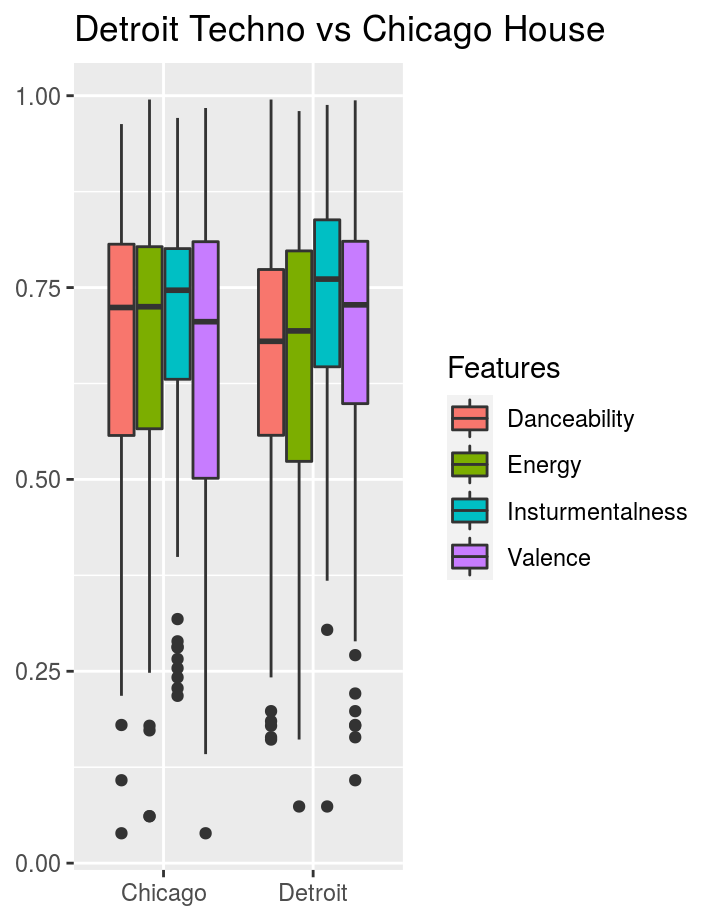 Detroit Techno vs Chicago House
1.00
0.75
0.50
0.25
0.00
Chicago
Detroit
Features
Danceability
Energy
Insturmentalness
Valence